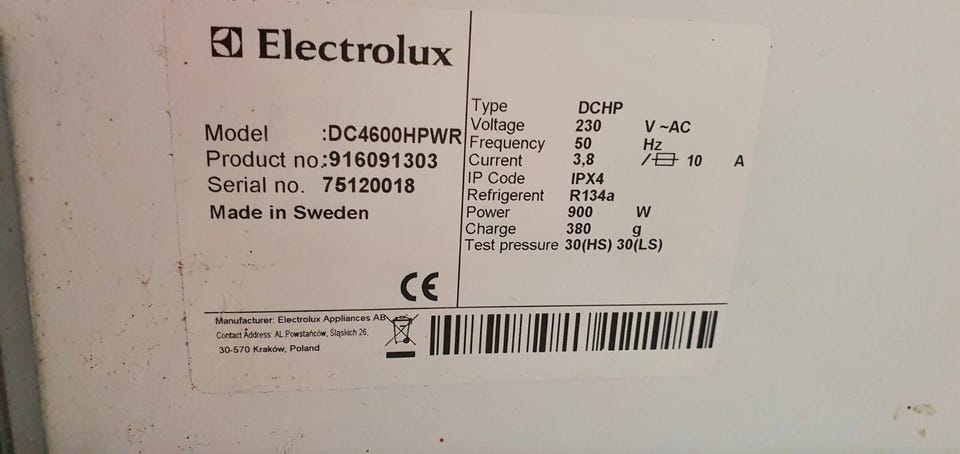 Electrolux
Model :DC4600HPWR
Product no.:916091303
Serial no. 75120018
Made in Sweden
Type DCHP
Voltage 230 V ~AC
Frequency 50 Hz
Current 3,8 / 10 A
IP Code IPX4
Refrigerent R134a
Power 900 W
Charge 380 g
Test pressure 30(HS) 30(LS)
CE
Manufacturer: Electrolux Appliances AB
Contact Address: AL.Powstańców, Śląskich 26,
30-570 Kraków, Poland